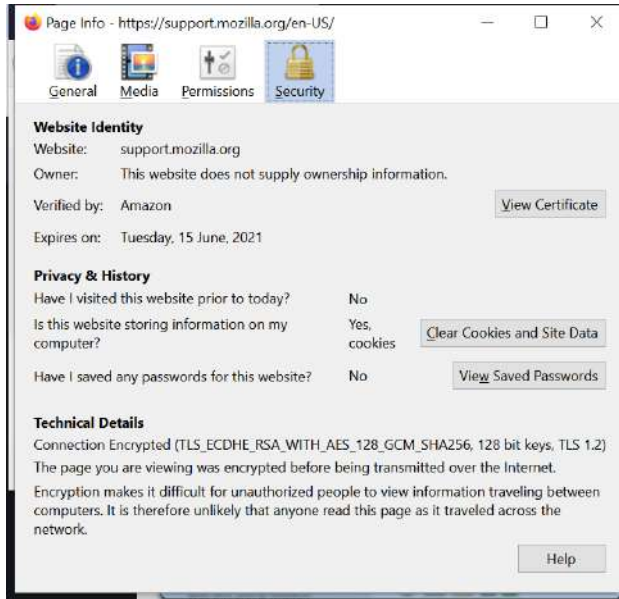 Page Info - https://support.mozilla.org/en-US/
General Media Permissions Security
Website Identity
Website: support.mozilla.org
Owner: This website does not supply ownership information.
Verified by: Amazon View Certificate
Expires on: Tuesday, 15 June, 2021
Privacy & History
Have I visited this website prior to today? No
Is this website storing information on my computer? Yes, cookies Clear Cookies and Site Data
Have I saved any passwords for this website? No View Saved Passwords
Technical Details
Connection Encrypted (TLS_ECDHE_RSA_WITH_AES_128_GCM_SHA256, 128 bit keys, TLS 1.2)
The page you are viewing was encrypted before being transmitted over the Internet.
Encryption makes it difficult for unauthorized people to view information traveling between
computers. It is therefore unlikely that anyone read this page as it traveled across the
network.
Help